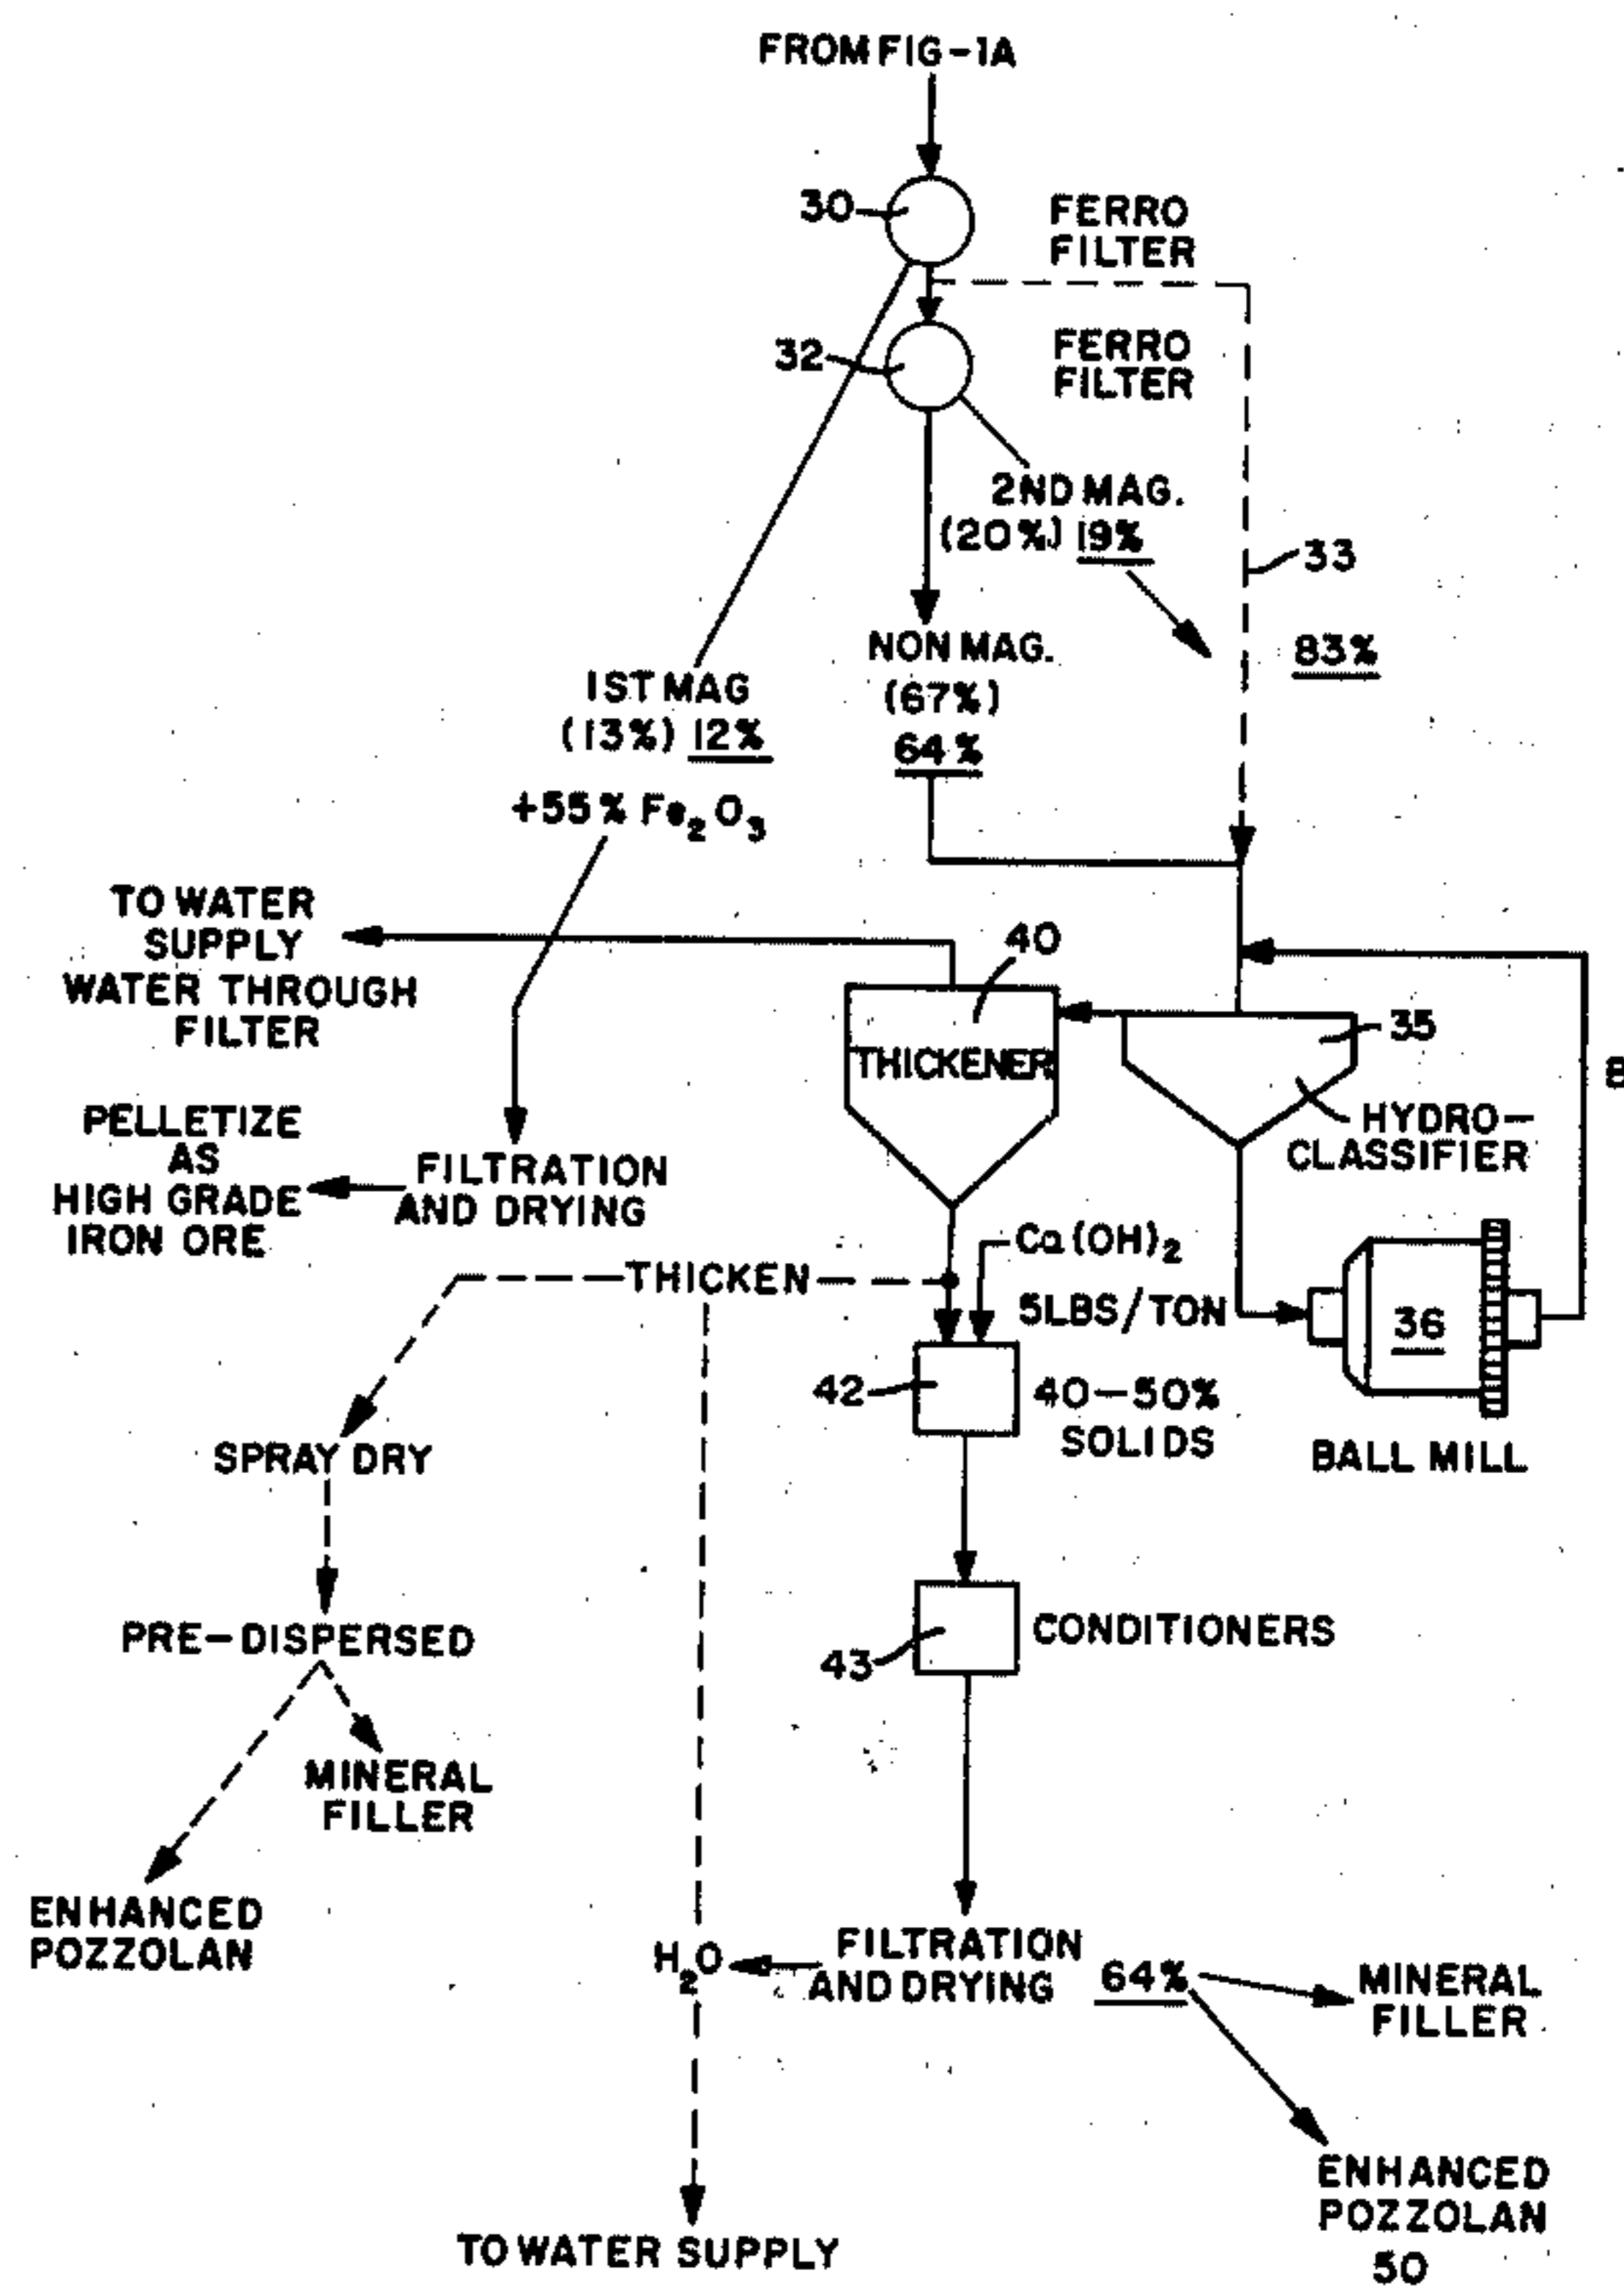 FROM FIG-1A
30
FERRO
FILTER
32
FERRO
FILTER
2ND MAG.
(20%) 19%
33
83%
NON MAG.
(67%)
64%
1ST MAG
(13%) 12%
+55% Fe2O3
TO WATER
SUPPLY
WATER THROUGH
FILTER
40
THICKENER
35
HYDRO-
CLASSIFIER
8
PELLETIZE
AS
HIGH GRADE
IRON ORE
FILTRATION
AND DRYING
Ca(OH)2
THICKEN
5LBS/TON
36
42
40-50%
SOLIDS
BALL MILL
SPRAY DRY
PRE-DISPERSED
43
CONDITIONERS
MINERAL
FILLER
ENHANCED
POZZOLAN
H2O
FILTRATION
AND DRYING
64%
MINERAL
FILLER
ENHANCED
POZZOLAN
50
TO WATER SUPPLY